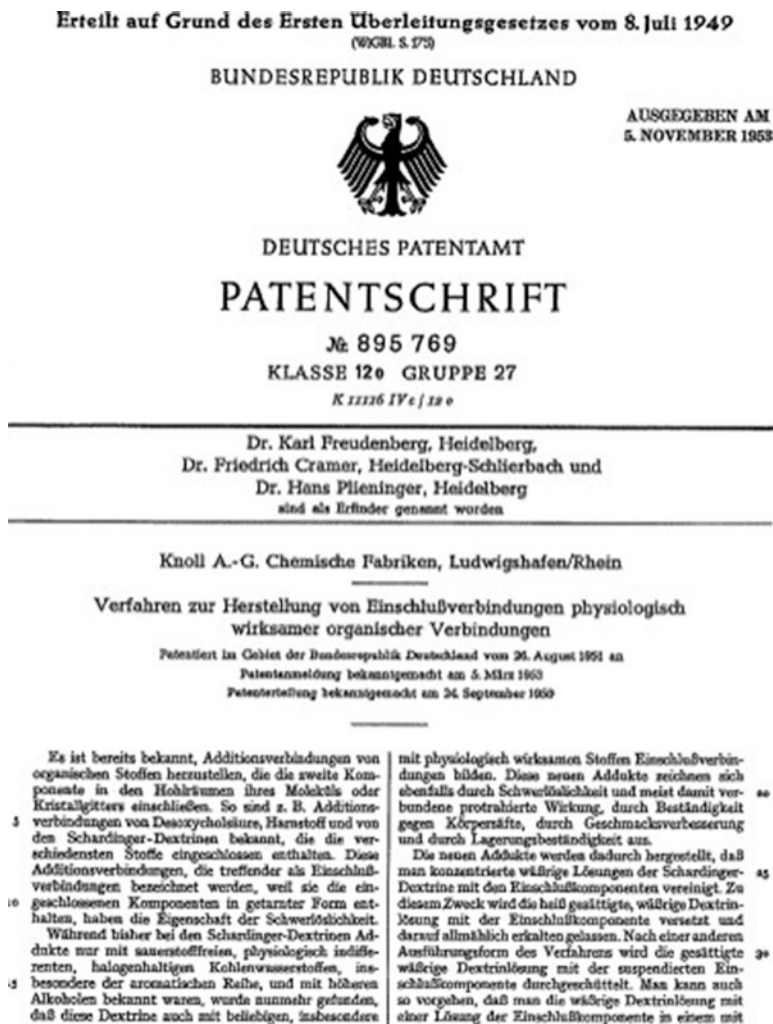 Erteilt auf Grund des Ersten Überleitungsgesetzes vom 8. Juli 1949
(WiGBl. S. 175)
BUNDESREPUBLIK DEUTSCHLAND
AUSGEGEBEN AM
5. NOVEMBER 1953
DEUTSCHES PATENTAMT
PATENTSCHRIFT
№ 895 769
KLASSE 12o GRUPPE 27
K 11126 IVc / 12 o
Dr. Karl Freudenberg, Heidelberg,
Dr. Friedrich Cramer, Heidelberg-Schlierbach und
Dr. Hans Plieninger, Heidelberg
sind als Erfinder genannt worden
Knoll A.-G. Chemische Fabriken, Ludwigshafen/Rhein
Verfahren zur Herstellung von Einschlußverbindungen physiologisch
wirksamer organischer Verbindungen
Patentiert im Gebiet der Bundesrepublik Deutschland vom 26. August 1951 an
Patentanmeldung bekanntgemacht am 5. März 1953
Patenterteilung bekanntgemacht am 24. September 1953
Es ist bereits bekannt, Additionsverbindungen von
organischen Stoffen herzustellen, die die zweite Kom-
ponente in den Hohlräumen ihres Moleküls oder
Kristallgitters einschließen. So sind z. B. Additions-
5 verbindungen von Desoxycholsäure, Harnstoff und von
den Schardinger-Dextrinen bekannt, die die ver-
schiedensten Stoffe eingeschlossen enthalten. Diese
Additionsverbindungen, die treffender als Einschluß-
verbindungen bezeichnet werden, weil sie die ein-
10 geschlossenen Komponenten in getarnter Form ent-
halten, haben die Eigenschaft der Schwerlöslichkeit.
Während bisher bei den Schardinger-Dextrinen Ad-
dukte nur mit sauerstofffreien, physiologisch indiffe-
renten, halogenhaltigen Kohlenwasserstoffen, ins-
15 besondere der aromatischen Reihe, und mit höheren
Alkoholen bekannt waren, wurde nunmehr gefunden,
daß diese Dextrine auch mit beliebigen, insbesondere
mit physiologisch wirksamen Stoffen Einschlußverbin-
dungen bilden. Diese neuen Addukte zeichnen sich
ebenfalls durch Schwerlöslichkeit und meist damit ver- 20
bundene protrahierte Wirkung, durch Beständigkeit
gegen Körpersäfte, durch Geschmacksverbesserung
und durch Lagerungsbeständigkeit aus.
Die neuen Addukte werden dadurch hergestellt, daß
man konzentrierte wäßrige Lösungen der Schardinger- 25
Dextrine mit den Einschlußkomponenten vereinigt. Zu
diesem Zweck wird die heiß gesättigte, wäßrige Dextrin-
lösung mit der Einschlußkomponente versetzt und
darauf allmählich erkalten gelassen. Nach einer anderen
Ausführungsform des Verfahrens wird die gesättigte 30
wäßrige Dextrinlösung mit der suspendierten Ein-
schlußkomponente durchgeschüttelt. Man kann auch
so vorgehen, daß man die wäßrige Dextrinlösung mit
einer Lösung der Einschlußkomponente in einem mit